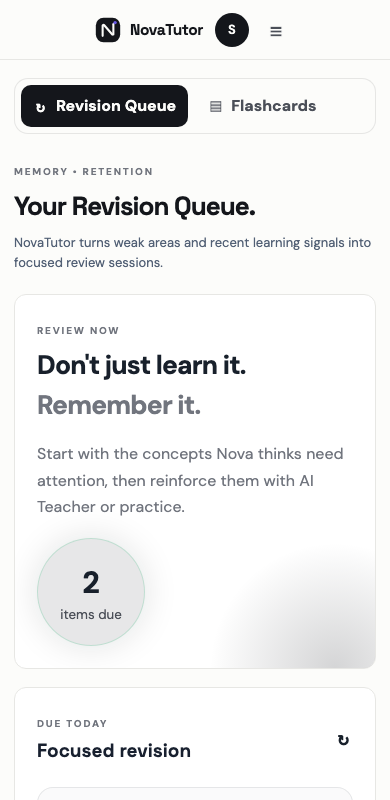 N NovaTutor S ≡
↻ Revision Queue ▤ Flashcards
MEMORY • RETENTION
Your Revision Queue.
NovaTutor turns weak areas and recent learning signals into
focused review sessions.
REVIEW NOW
Don't just learn it.
Remember it.
Start with the concepts Nova thinks need
attention, then reinforce them with AI
Teacher or practice.
2
items due
DUE TODAY
Focused revision ↻